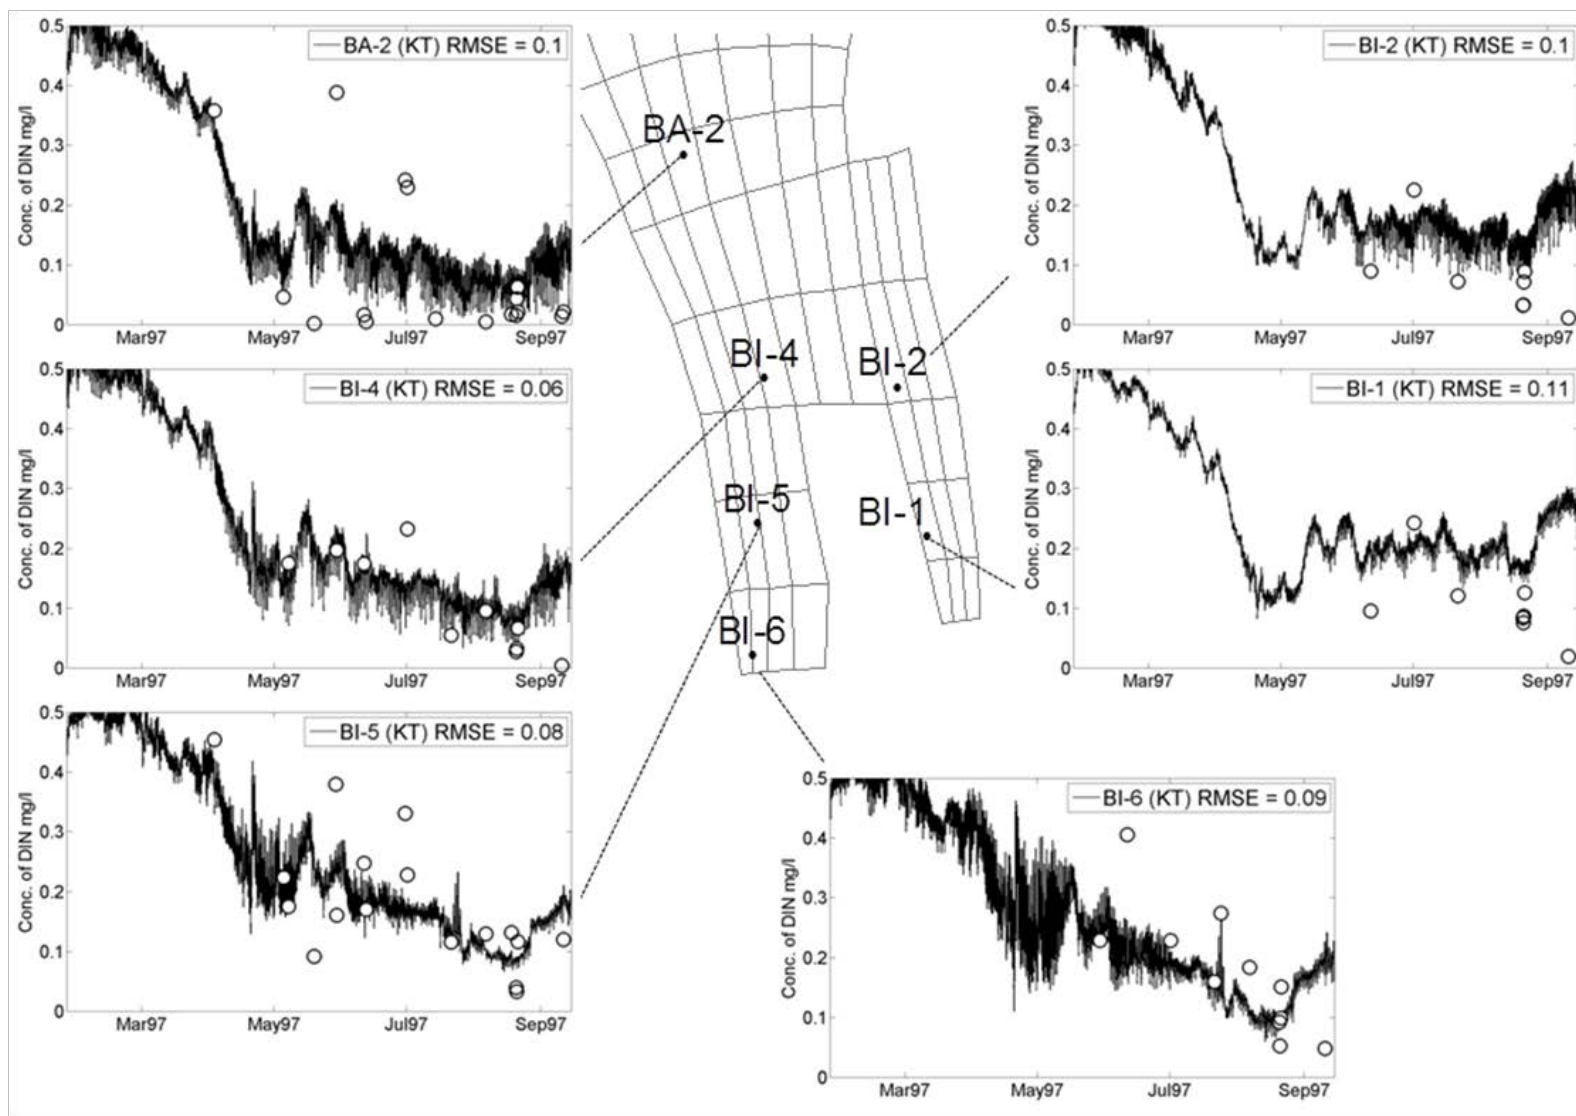 BA-2 (KT) RMSE = 0.1
Conc. of DIN mg/l
0.5
0.4
0.3
0.2
0.1
0
Mar97 May97 Jul97 Sep97
BI-4 (KT) RMSE = 0.06
Conc. of DIN mg/l
0.5
0.4
0.3
0.2
0.1
0
Mar97 May97 Jul97 Sep97
BI-5 (KT) RMSE = 0.08
Conc. of DIN mg/l
0.5
0.4
0.3
0.2
0.1
0
Mar97 May97 Jul97 Sep97
BA-2
BI-4
BI-2
BI-5
BI-1
BI-6
BI-2 (KT) RMSE = 0.1
Conc. of DIN mg/l
0.5
0.4
0.3
0.2
0.1
0
Mar97 May97 Jul97 Sep97
BI-1 (KT) RMSE = 0.11
Conc. of DIN mg/l
0.5
0.4
0.3
0.2
0.1
0
Mar97 May97 Jul97 Sep97
BI-6 (KT) RMSE = 0.09
Conc. of DIN mg/l
0.5
0.4
0.3
0.2
0.1
0
Mar97 May97 Jul97 Sep97